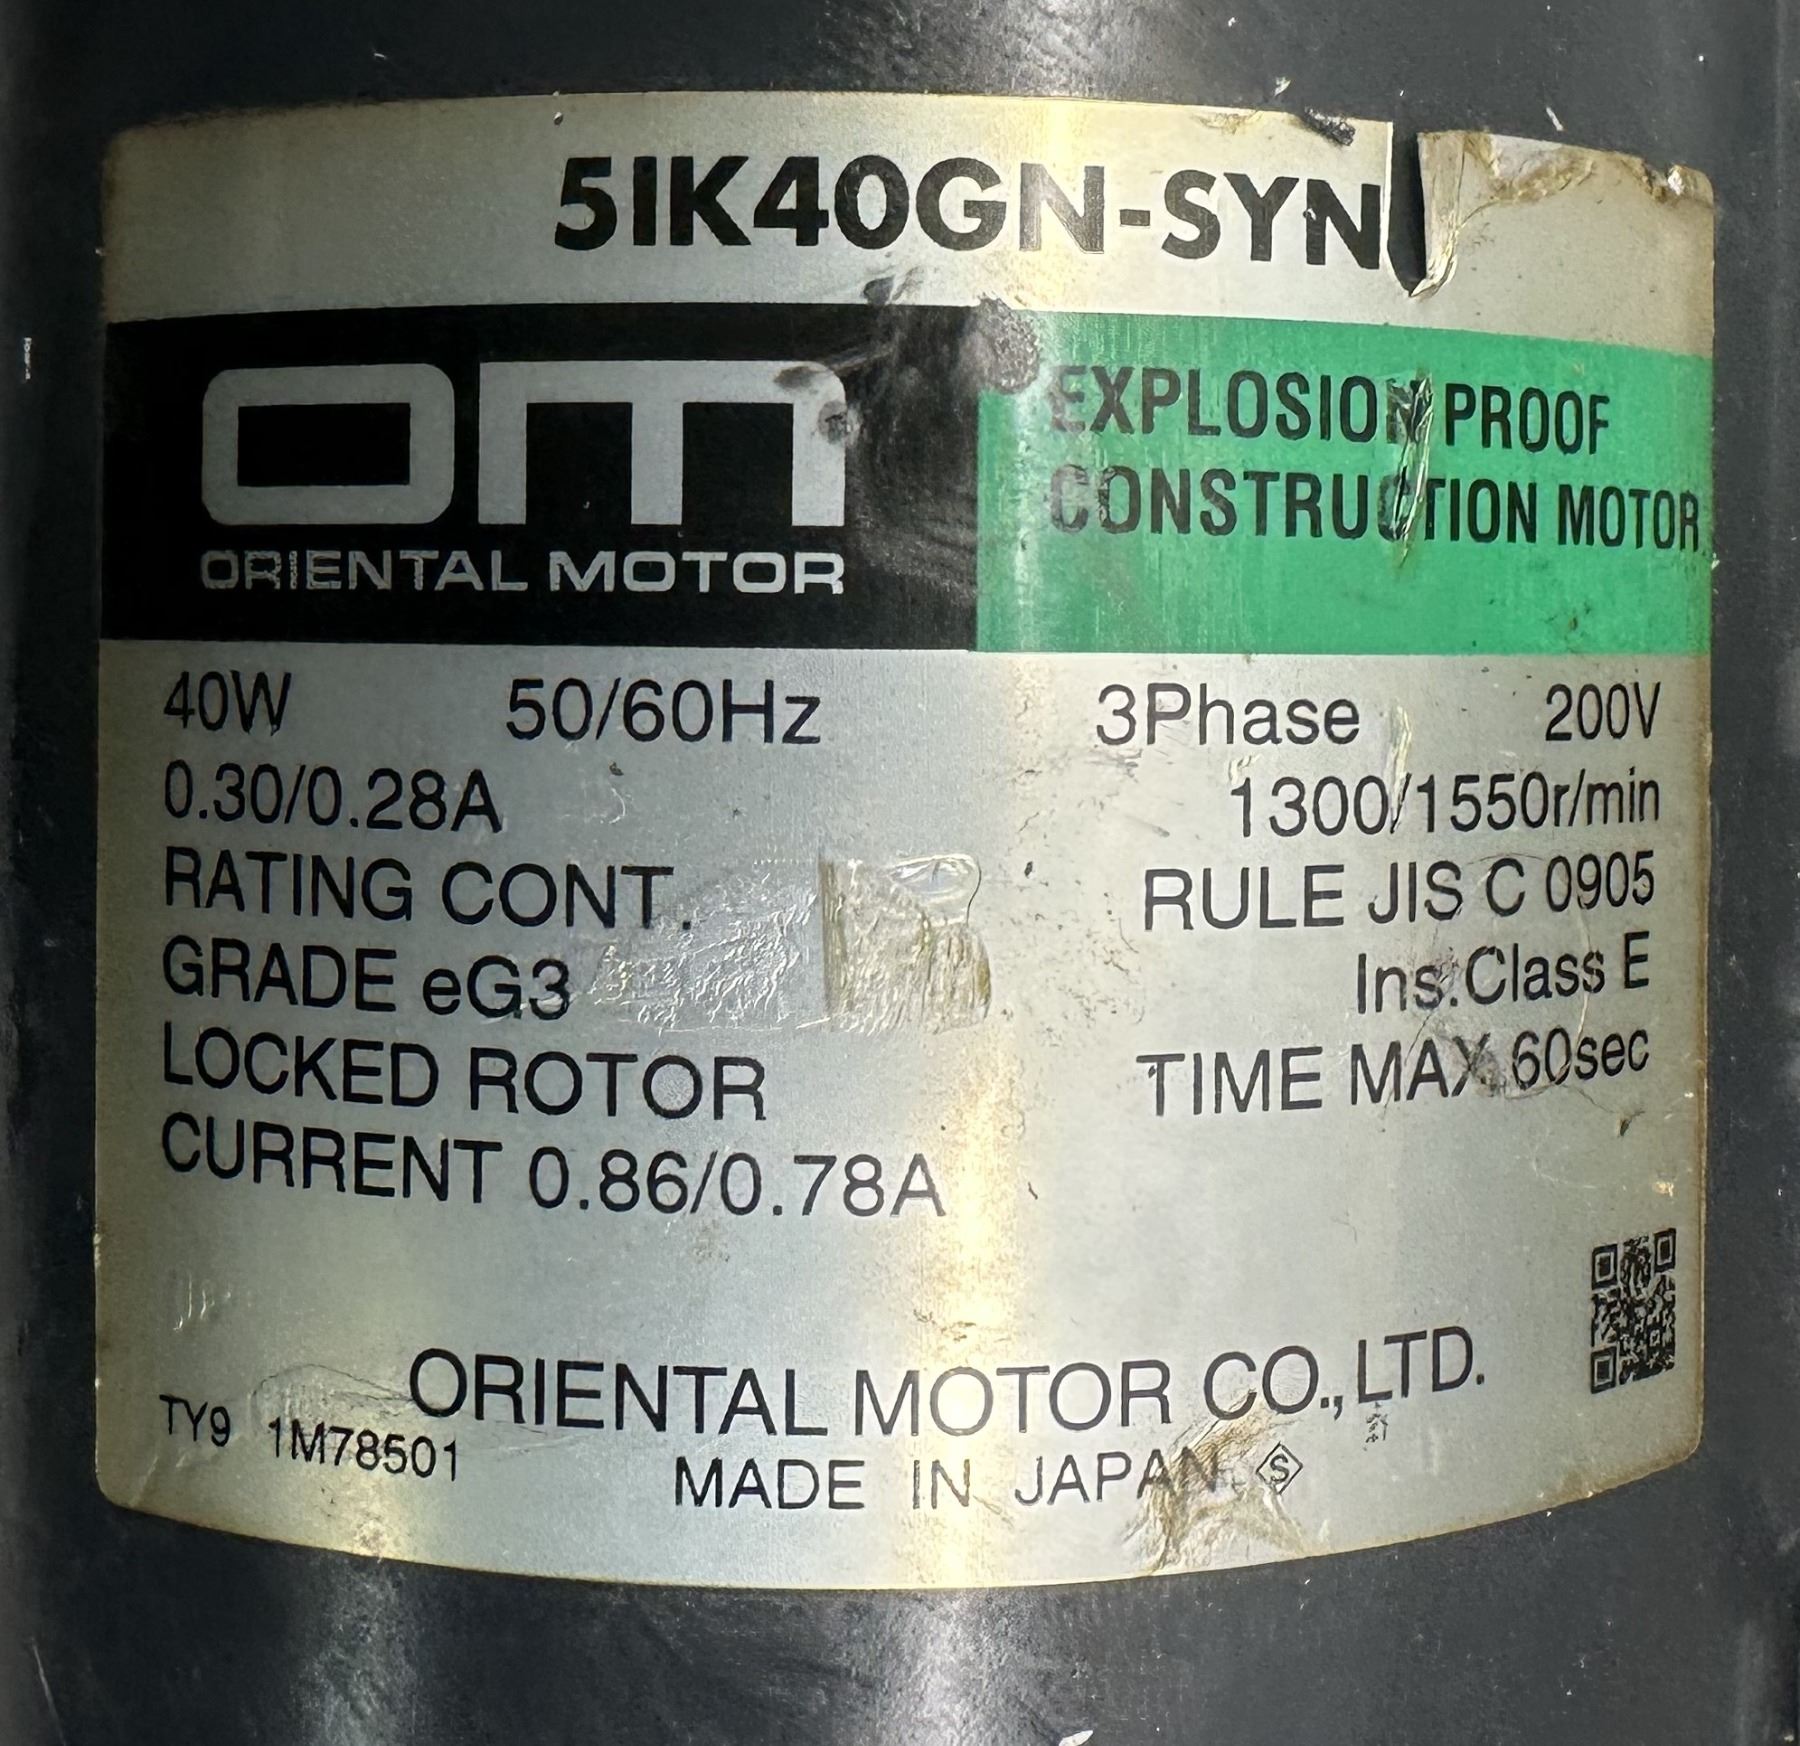 5IK40GN-SYN
OM
ORIENTAL MOTOR
EXPLOSION PROOF
CONSTRUCTION MOTOR
40W 50/60Hz 3Phase 200V
0.30/0.28A 1300/1550r/min
RATING CONT. RULE JIS C 0905
GRADE eG3 Ins.Class E
LOCKED ROTOR TIME MAX 60sec
CURRENT 0.86/0.78A
ORIENTAL MOTOR CO.,LTD.
TY9 1M78501
MADE IN JAPAN S